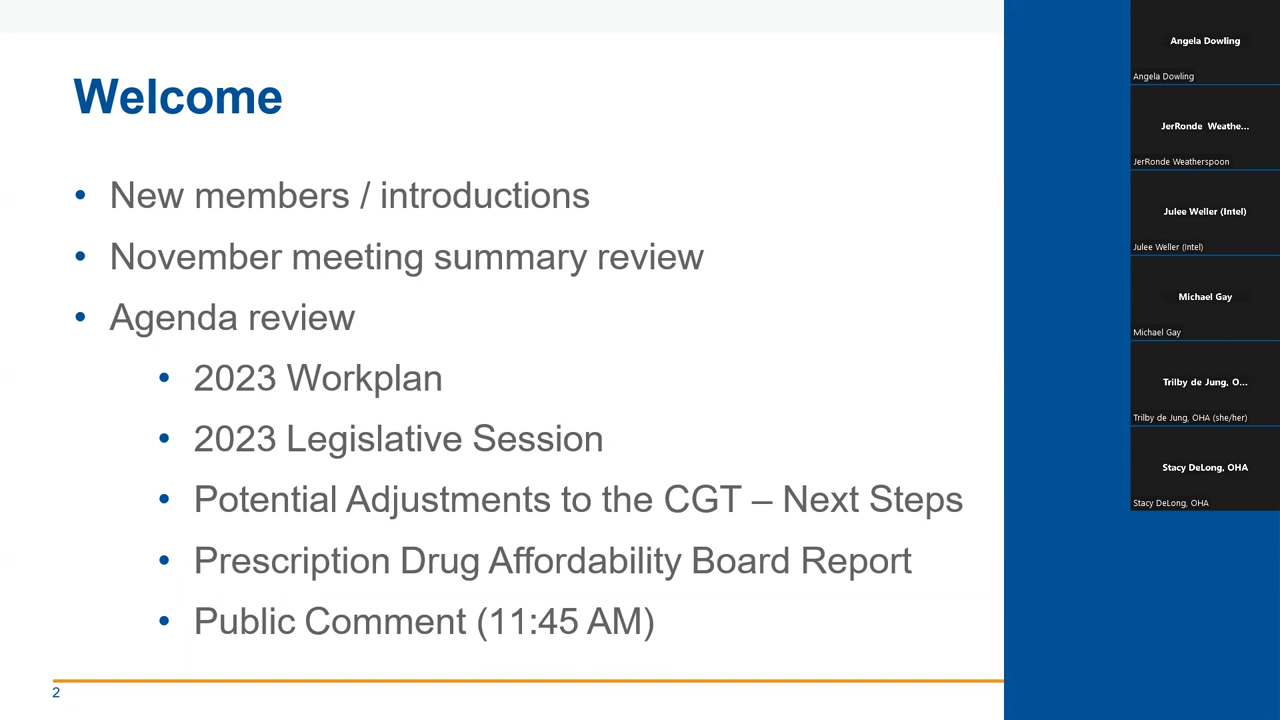 Welcome
• New members / introductions
• November meeting summary review
• Agenda review
• 2023 Workplan
• 2023 Legislative Session
• Potential Adjustments to the CGT – Next Steps
• Prescription Drug Affordability Board Report
• Public Comment (11:45 AM)
2
Angela Dowling
Angela Dowling
JerRonde Weathe...
JerRonde Weatherspoon
Julee Weller (Intel)
Julee Weller (Intel)
Michael Gay
Michael Gay
Trilby de Jung, O...
Trilby de Jung, OHA (she/her)
Stacy DeLong, OHA
Stacy DeLong, OHA